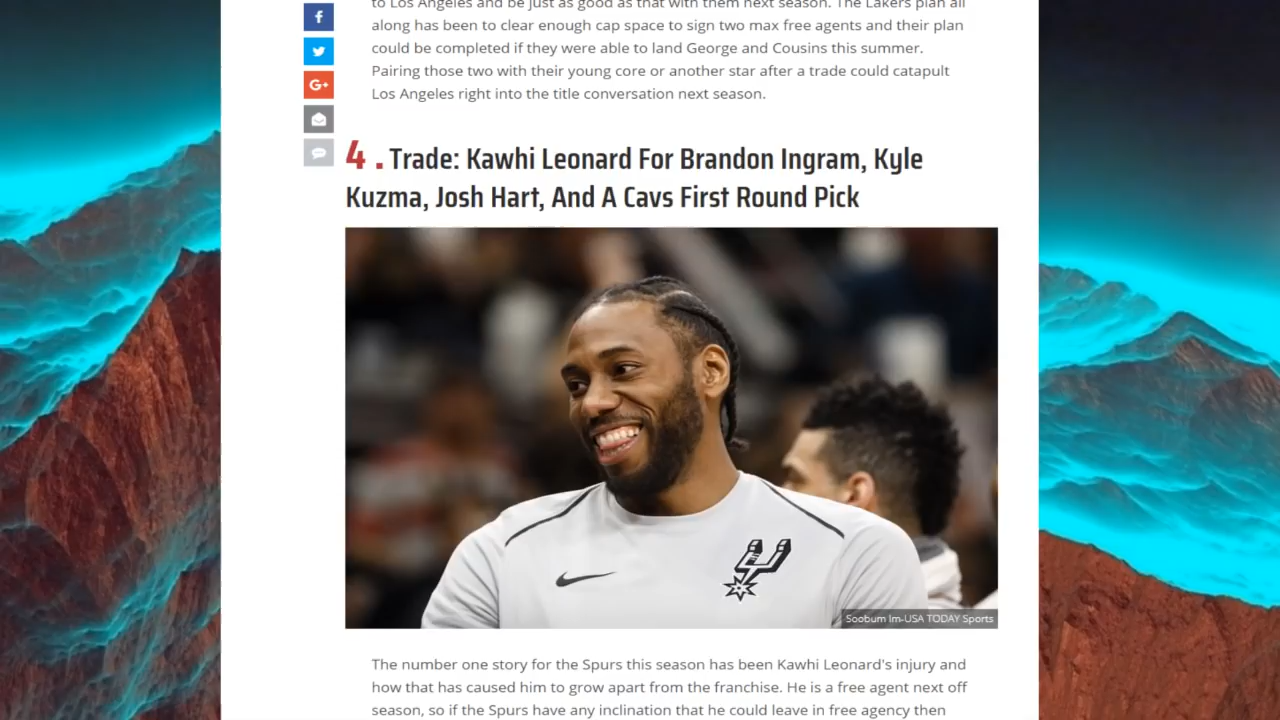 to Los Angeles and be just as good as that with them next season. The Lakers plan all
along has been to clear enough cap space to sign two max free agents and their plan
could be completed if they were able to land George and Cousins this summer.
Pairing those two with their young core or another star after a trade could catapult
Los Angeles right into the title conversation next season.
4 . Trade: Kawhi Leonard For Brandon Ingram, Kyle
Kuzma, Josh Hart, And A Cavs First Round Pick
Soobum Im-USA TODAY Sports
The number one story for the Spurs this season has been Kawhi Leonard's injury and
how that has caused him to grow apart from the franchise. He is a free agent next off
season, so if the Spurs have any inclination that he could leave in free agency then